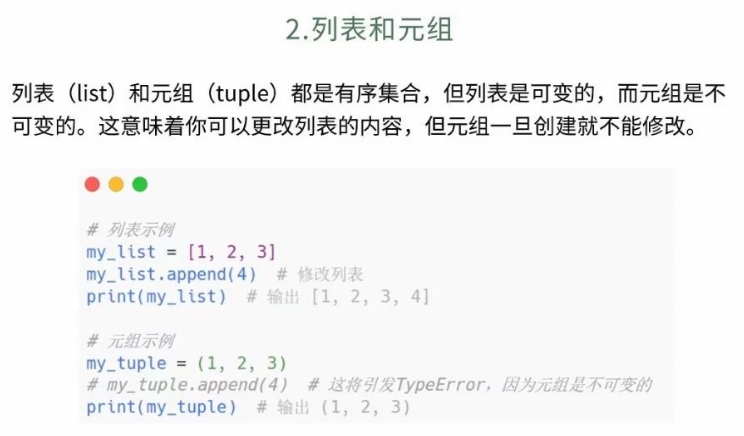 2.列表和元组
列表（list）和元组（tuple）都是有序集合，但列表是可变的，而元组是不
可变的。这意味着你可以更改列表的内容，但元组一旦创建就不能修改。
# 列表示例
my_list = [1, 2, 3]
my_list.append(4)  # 修改列表
print(my_list)  # 输出 [1, 2, 3, 4]
# 元组示例
my_tuple = (1, 2, 3)
# my_tuple.append(4)  # 这将引发TypeError，因为元组是不可变的
print(my_tuple)  # 输出 (1, 2, 3)